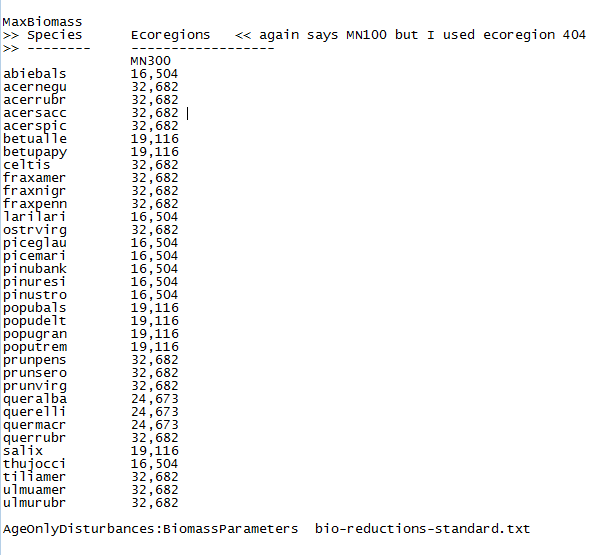 MaxBiomass
>> Species Ecoregions << again says MN100 but I used ecoregion 404
>> -------- ------------------
MN300
abiebals 16,504
acernegu 32,682
acerrubr 32,682
acersacc 32,682
acerspic 32,682
betualle 19,116
betupapy 19,116
celtis 32,682
fraxamer 32,682
fraxnigr 32,682
fraxpenn 32,682
larilari 16,504
ostrvirg 32,682
piceglau 16,504
picemari 16,504
pinubank 16,504
pinuresi 16,504
pinustro 16,504
popubals 19,116
popudelt 19,116
popugran 19,116
poputrem 19,116
prunpens 32,682
prunsero 32,682
prunvirg 32,682
queralba 24,673
querelli 24,673
quermacr 24,673
querrubr 32,682
salix 19,116
thujocci 16,504
tiliamer 32,682
ulmuamer 32,682
ulmurubr 32,682
AgeOnlyDisturbances:BiomassParameters bio-reductions-standard.txt